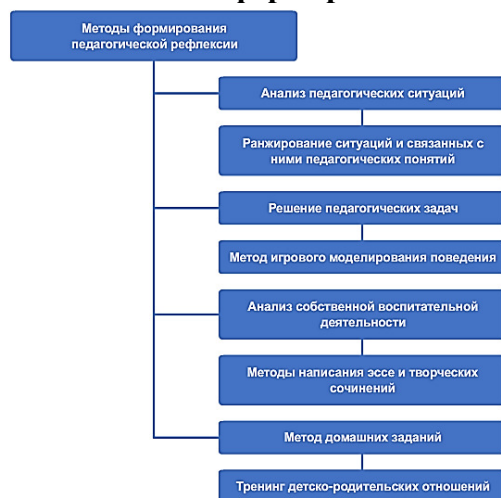 Методы формирования
педагогической рефлексии
Анализ педагогических ситуаций
Ранжирование ситуаций и связанных с
ними педагогических понятий
Решение педагогических задач
Метод игрового моделирования поведения
Анализ собственной воспитательной
деятельности
Методы написания эссе и творческих
сочинений
Метод домашних заданий
Тренинг детско-родительских отношений